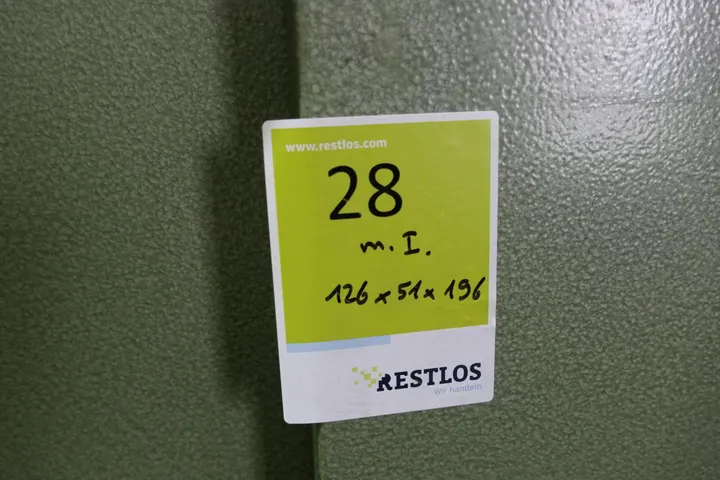 www.restlos.com
28
m. I.
126 x 51 x 196
RESTLOS
Wir handeln.